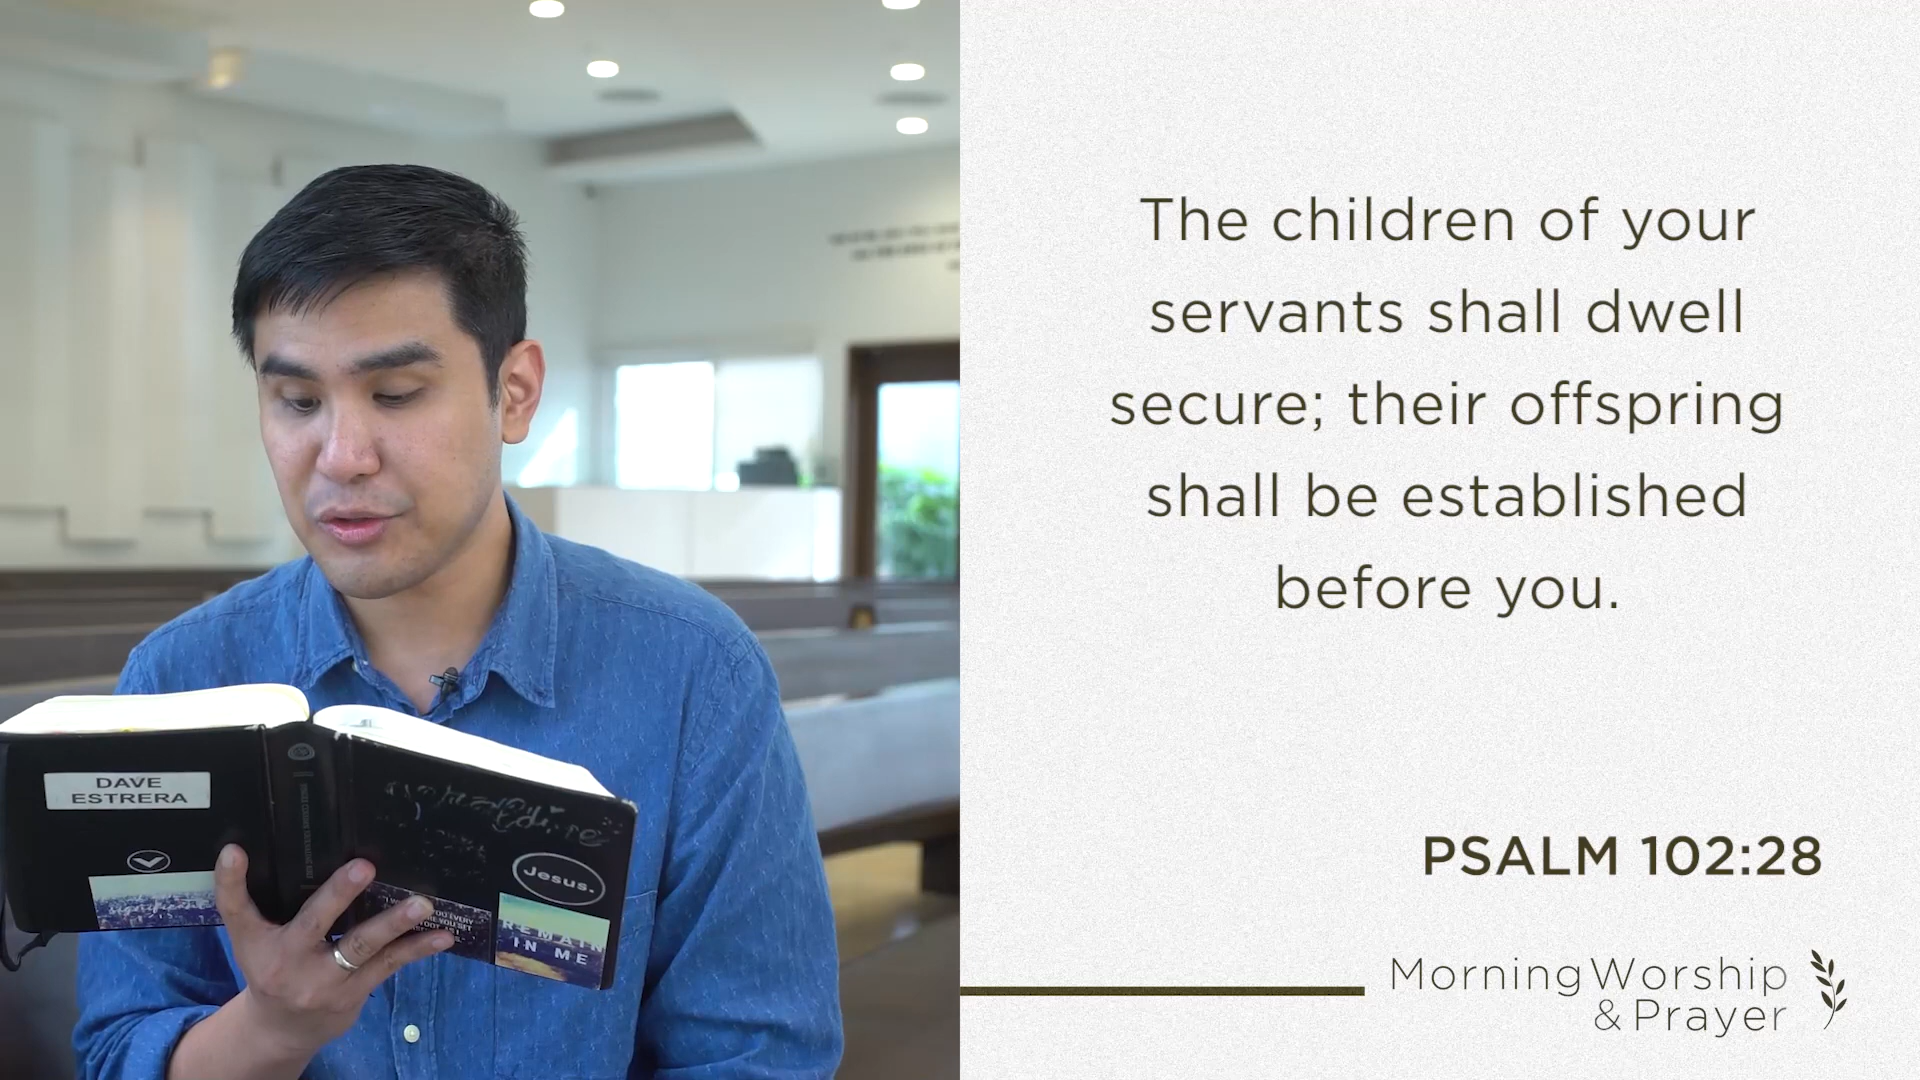 DAVE
ESTRERA
Jesus.
REMAIN
IN ME
The children of your
servants shall dwell
secure; their offspring
shall be established
before you.
PSALM 102:28
MorningWorship
& Prayer